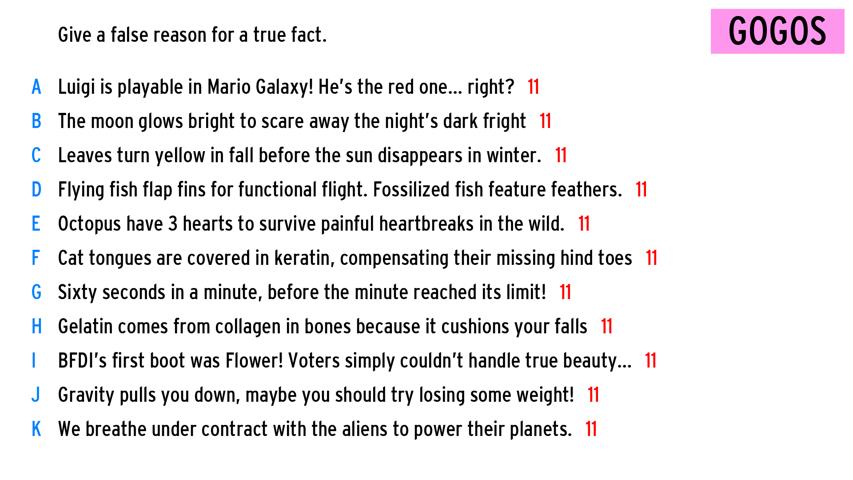 Give a false reason for a true fact.
GOGOS
A Luigi is playable in Mario Galaxy! He's the red one... right? 11
B The moon glows bright to scare away the night's dark fright 11
C Leaves turn yellow in fall before the sun disappears in winter. 11
D Flying fish flap fins for functional flight. Fossilized fish feature feathers. 11
E Octopus have 3 hearts to survive painful heartbreaks in the wild. 11
F Cat tongues are covered in keratin, compensating their missing hind toes 11
G Sixty seconds in a minute, before the minute reached its limit! 11
H Gelatin comes from collagen in bones because it cushions your falls 11
I BFDI's first boot was Flower! Voters simply couldn't handle true beauty... 11
J Gravity pulls you down, maybe you should try losing some weight! 11
K We breathe under contract with the aliens to power their planets. 11